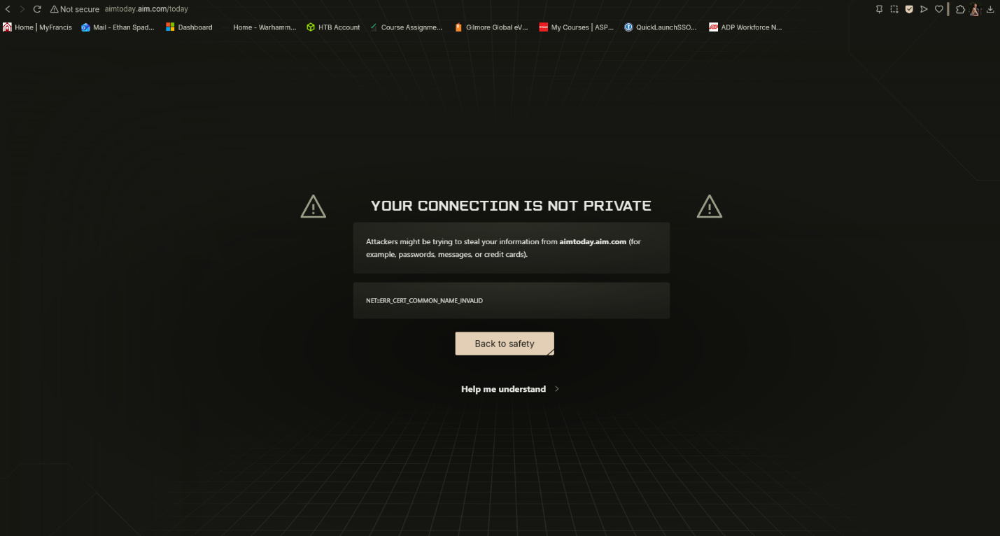 Not secure aimtoday.aim.com/today
Home | MyFrancis Mail - Ethan Spad... Dashboard Home - Warhamm... HTB Account Course Assignme... Gilmore Global eV... My Courses | ASP... QuickLaunchSSO... ADP Workforce N...
YOUR CONNECTION IS NOT PRIVATE
Attackers might be trying to steal your information from aimtoday.aim.com (for
example, passwords, messages, or credit cards).
NET::ERR_CERT_COMMON_NAME_INVALID
Back to safety
Help me understand